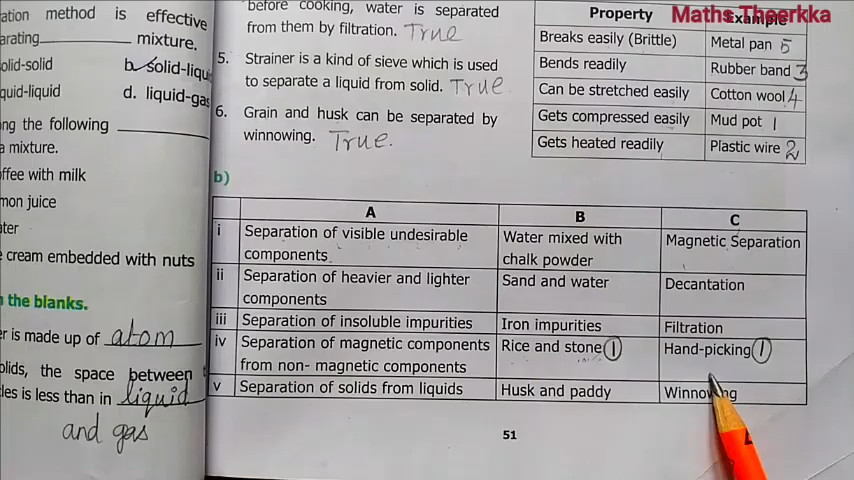 ation method is effective
arating mixture.
olid-solid b. solid-liqui
quid-liquid d. liquid-gas
ng the following
a mixture.
ffee with milk
mon juice
ater
e cream embedded with nuts
n the blanks.
er is made up of atom
olids, the space between t
cles is less than in liquid
and gas
before cooking, water is separated
from them by filtration. True
5. Strainer is a kind of sieve which is used
to separate a liquid from solid. True.
6. Grain and husk can be separated by
winnowing. True.
Maths Theerkka
Property Example
Breaks easily (Brittle) Metal pan 5
Bends readily Rubber band 3
Can be stretched easily Cotton wool 4
Gets compressed easily Mud pot 1
Gets heated readily Plastic wire 2
b)
A B C
i Separation of visible undesirable components Water mixed with chalk powder Magnetic Separation
ii Separation of heavier and lighter components Sand and water Decantation
iii Separation of insoluble impurities Iron impurities Filtration
iv Separation of magnetic components from non- magnetic components Rice and stone 1 Hand-picking 1
v Separation of solids from liquids Husk and paddy Winnowing
51